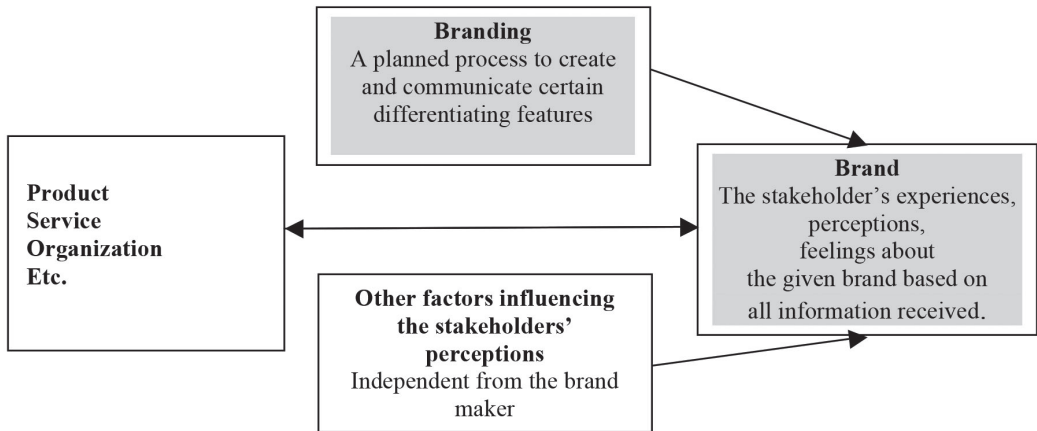 Branding
A planned process to create
and communicate certain
differentiating features
Product
Service
Organization
Etc.
Brand
The stakeholder’s experiences,
perceptions,
feelings about
the given brand based on
all information received.
Other factors influencing
the stakeholders’
perceptions
Independent from the brand
maker